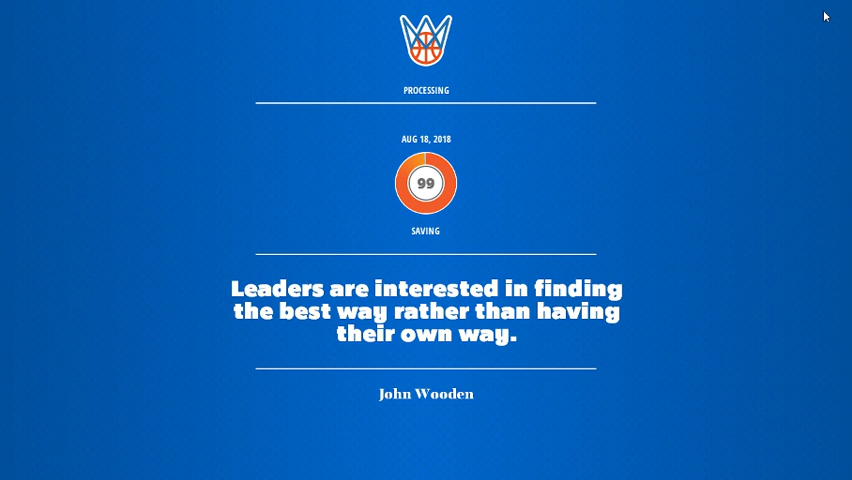 PROCESSING
AUG 18, 2018
99
SAVING
Leaders are interested in finding
the best way rather than having
their own way.
John Wooden